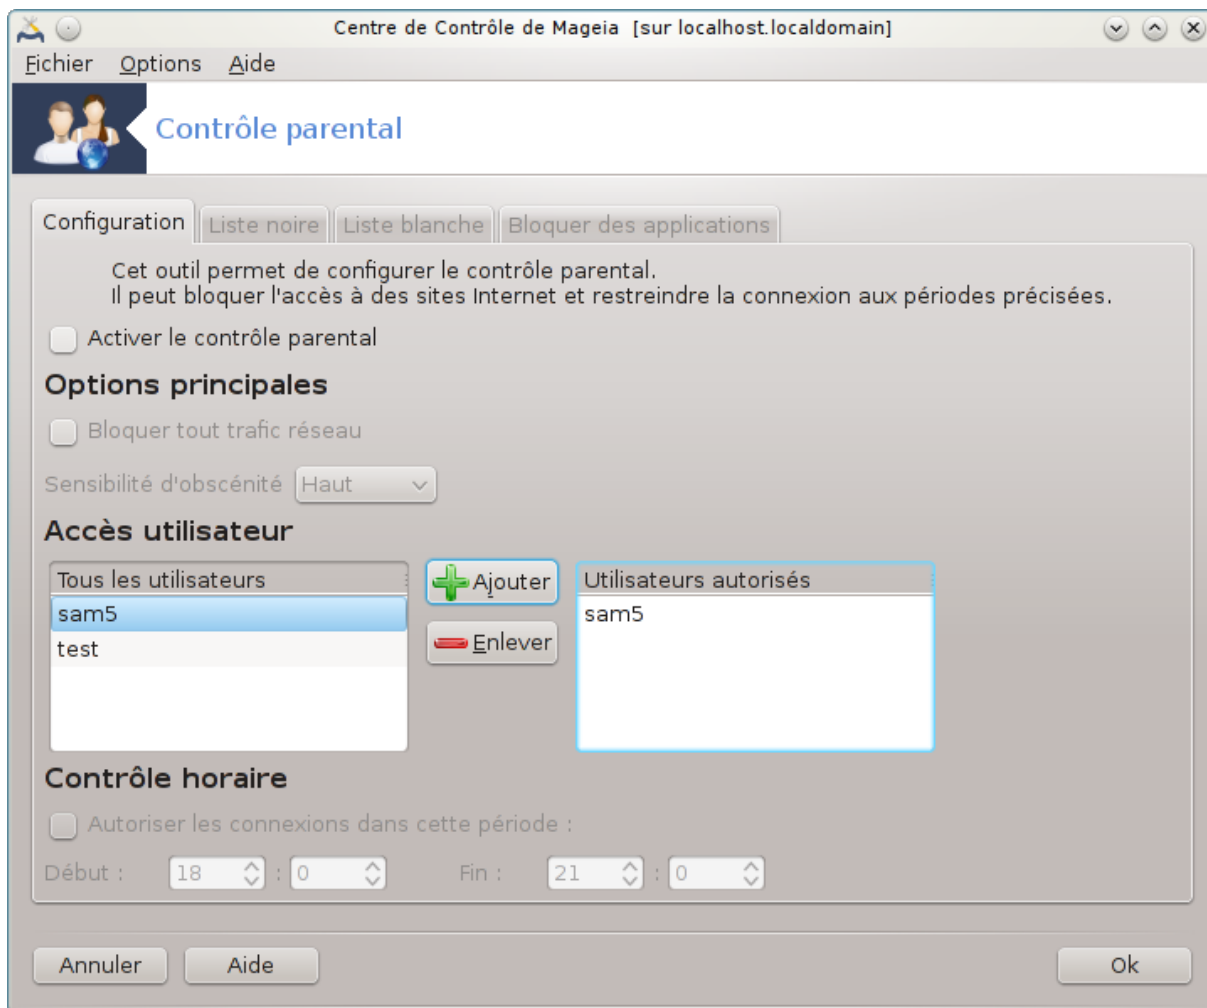 Centre de Contrôle de Mageia [sur localhost.localdomain]
Fichier Options Aide
Contrôle parental
Configuration Liste noire Liste blanche Bloquer des applications
Cet outil permet de configurer le contrôle parental.
Il peut bloquer l'accès à des sites Internet et restreindre la connexion aux périodes précisées.
Activer le contrôle parental
Options principales
Bloquer tout trafic réseau
Sensibilité d'obscénité Haut
Accès utilisateur
Tous les utilisateurs
sam5
test
Ajouter
Enlever
Utilisateurs autorisés
sam5
Contrôle horaire
Autoriser les connexions dans cette période :
Début : 18 : 0 Fin : 21 : 0
Annuler Aide Ok